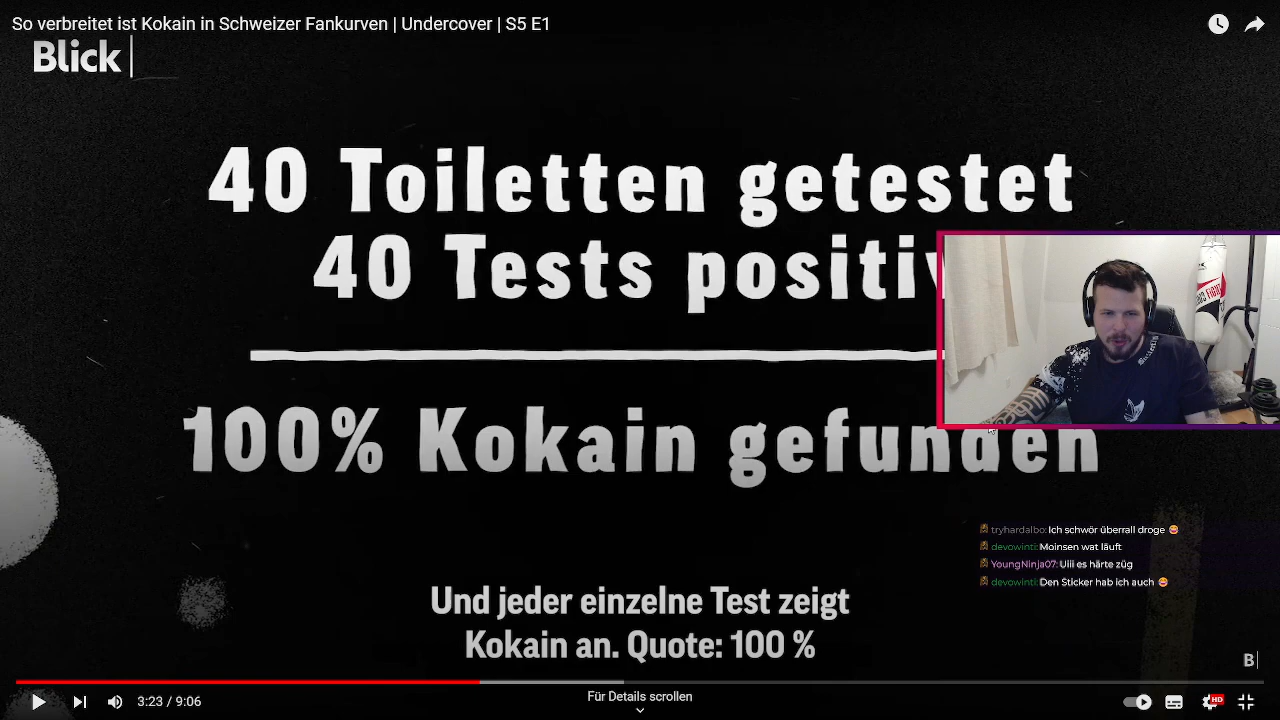 So verbreitet ist Kokain in Schweizer Fankurven | Undercover | S5 E1
Blick
40 Toiletten getestet
40 Tests positiv
100% Kokain gefunden
tryhardalbo: Ich schwör überrall droge
devowinti: Moinsen wat läuft
YoungNinja07: Uiii es härte züg
devowinti: Den Sticker hab ich auch
Und jeder einzelne Test zeigt
Kokain an. Quote: 100 %
B
3:23 / 9:06
Für Details scrollen
HD